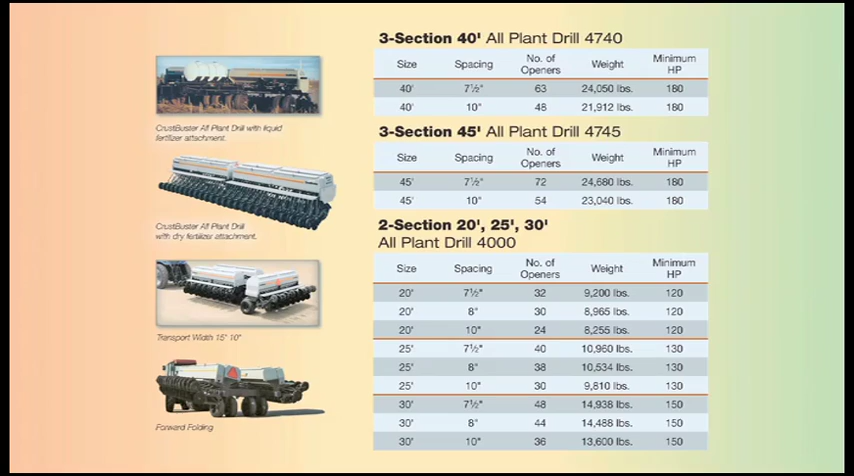 CrustBuster All Plant Drill with liquid
fertilizer attachment.
CrustBuster All Plant Drill
with dry fertilizer attachment.
Transport Width 15" 10"
Forward Folding
3-Section 40' All Plant Drill 4740
Size Spacing No. of Openers Weight Minimum HP
40' 7½" 63 24,050 lbs. 180
40' 10" 48 21,912 lbs. 180
3-Section 45' All Plant Drill 4745
Size Spacing No. of Openers Weight Minimum HP
45' 7½" 72 24,680 lbs. 180
45' 10" 54 23,040 lbs. 180
2-Section 20', 25', 30'
All Plant Drill 4000
Size Spacing No. of Openers Weight Minimum HP
20' 7½" 32 9,200 lbs. 120
20' 8" 30 8,965 lbs. 120
20' 10" 24 8,255 lbs. 120
25' 7½" 40 10,960 lbs. 130
25' 8" 38 10,534 lbs. 130
25' 10" 30 9,810 lbs. 130
30' 7½" 48 14,938 lbs. 150
30' 8" 44 14,488 lbs. 150
30' 10" 36 13,600 lbs. 150